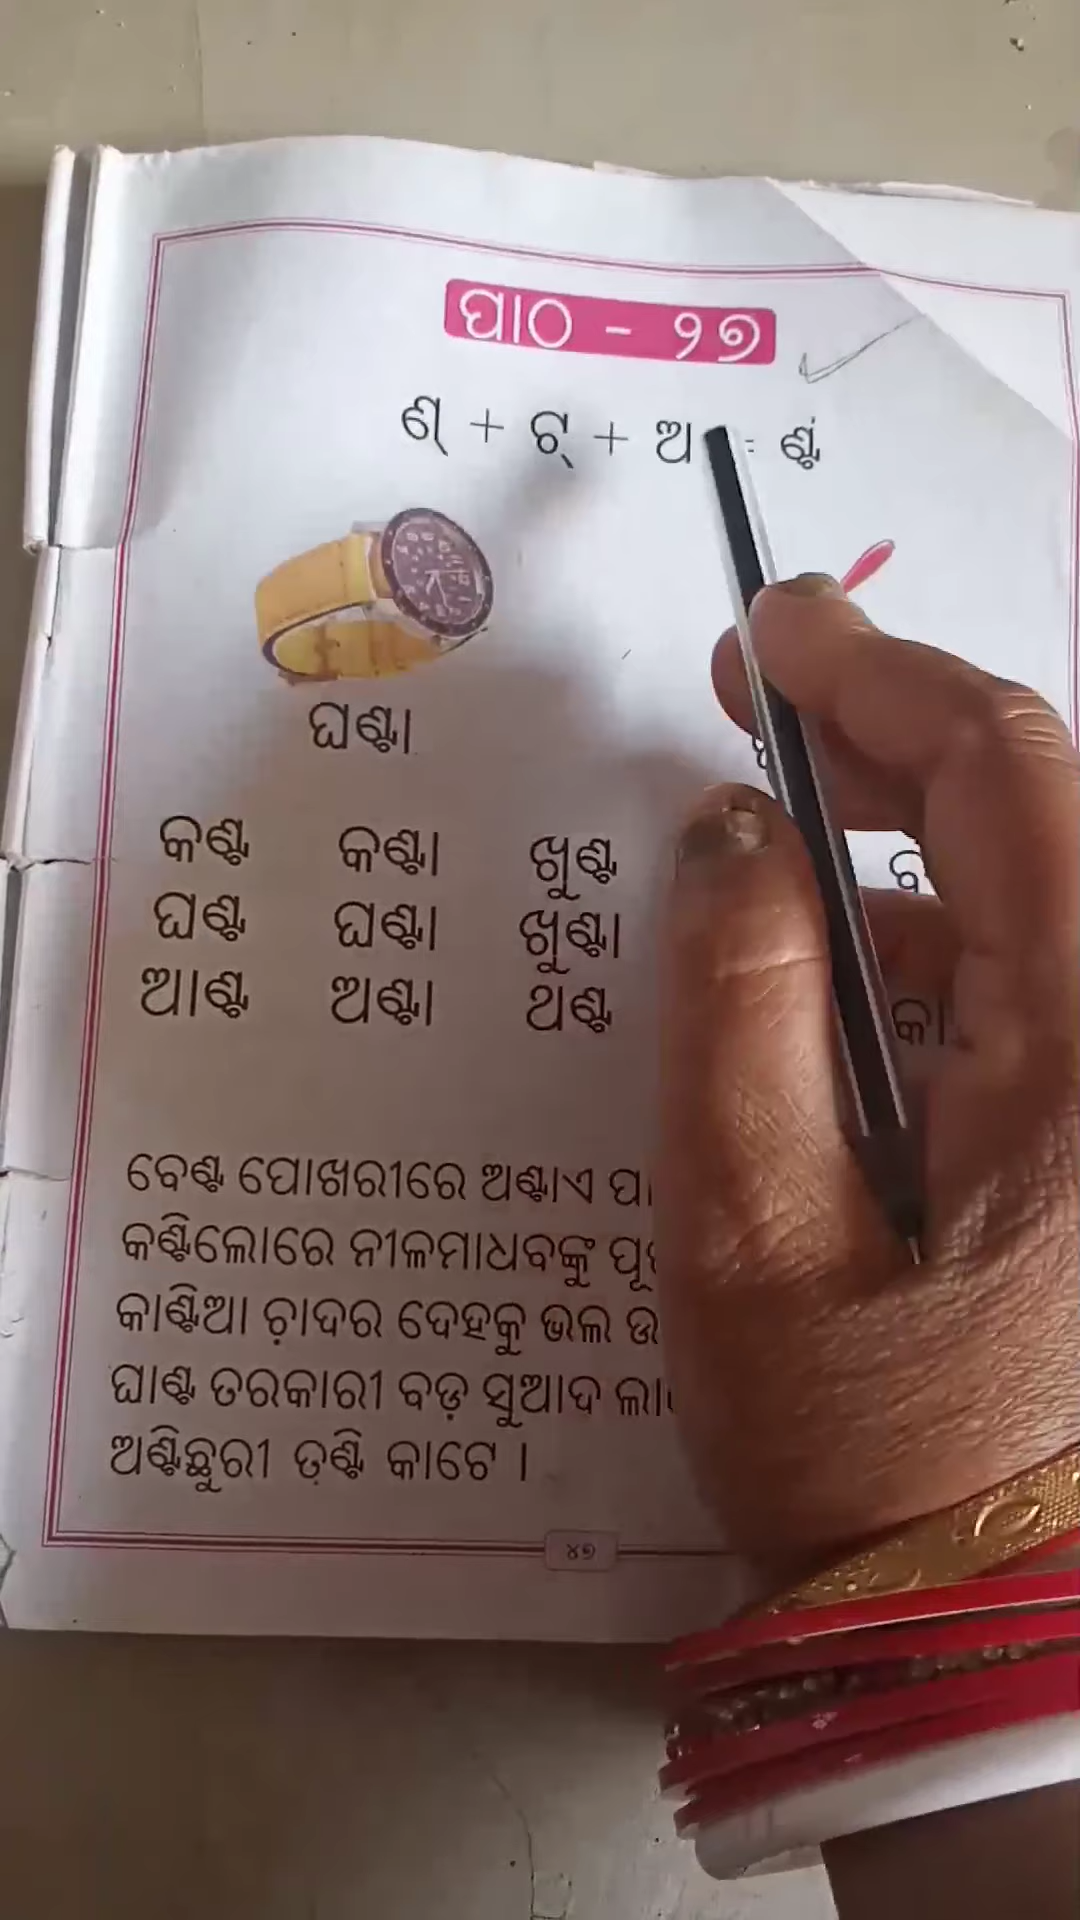 ପାଠ - ୨୭
ଣ୍ + ଟ୍ + ଅ = ଣ୍ଟ
ଘଣ୍ଟା
କଣ୍ଟ କଣ୍ଟା ଖୁଣ୍ଟ
ଘଣ୍ଟ ଘଣ୍ଟା ଖୁଣ୍ଟା
ଆଣ୍ଟ ଅଣ୍ଟା ଥଣ୍ଟ
ବେଣ୍ଟ ପୋଖରୀରେ ଅଣ୍ଟାଏ
କଣ୍ଟିଲୋରେ ନୀଳମାଧବଙ୍କୁ
କାଣ୍ଟିଆ ଚାଦର ଦେହକୁ ଭଲ
ଘାଣ୍ଟ ତରକାରୀ ବଡ଼ ସୁଆଦ
ଅଣ୍ଟିଛୁରୀ ତଣ୍ଟି କାଟେ ।
୪୭